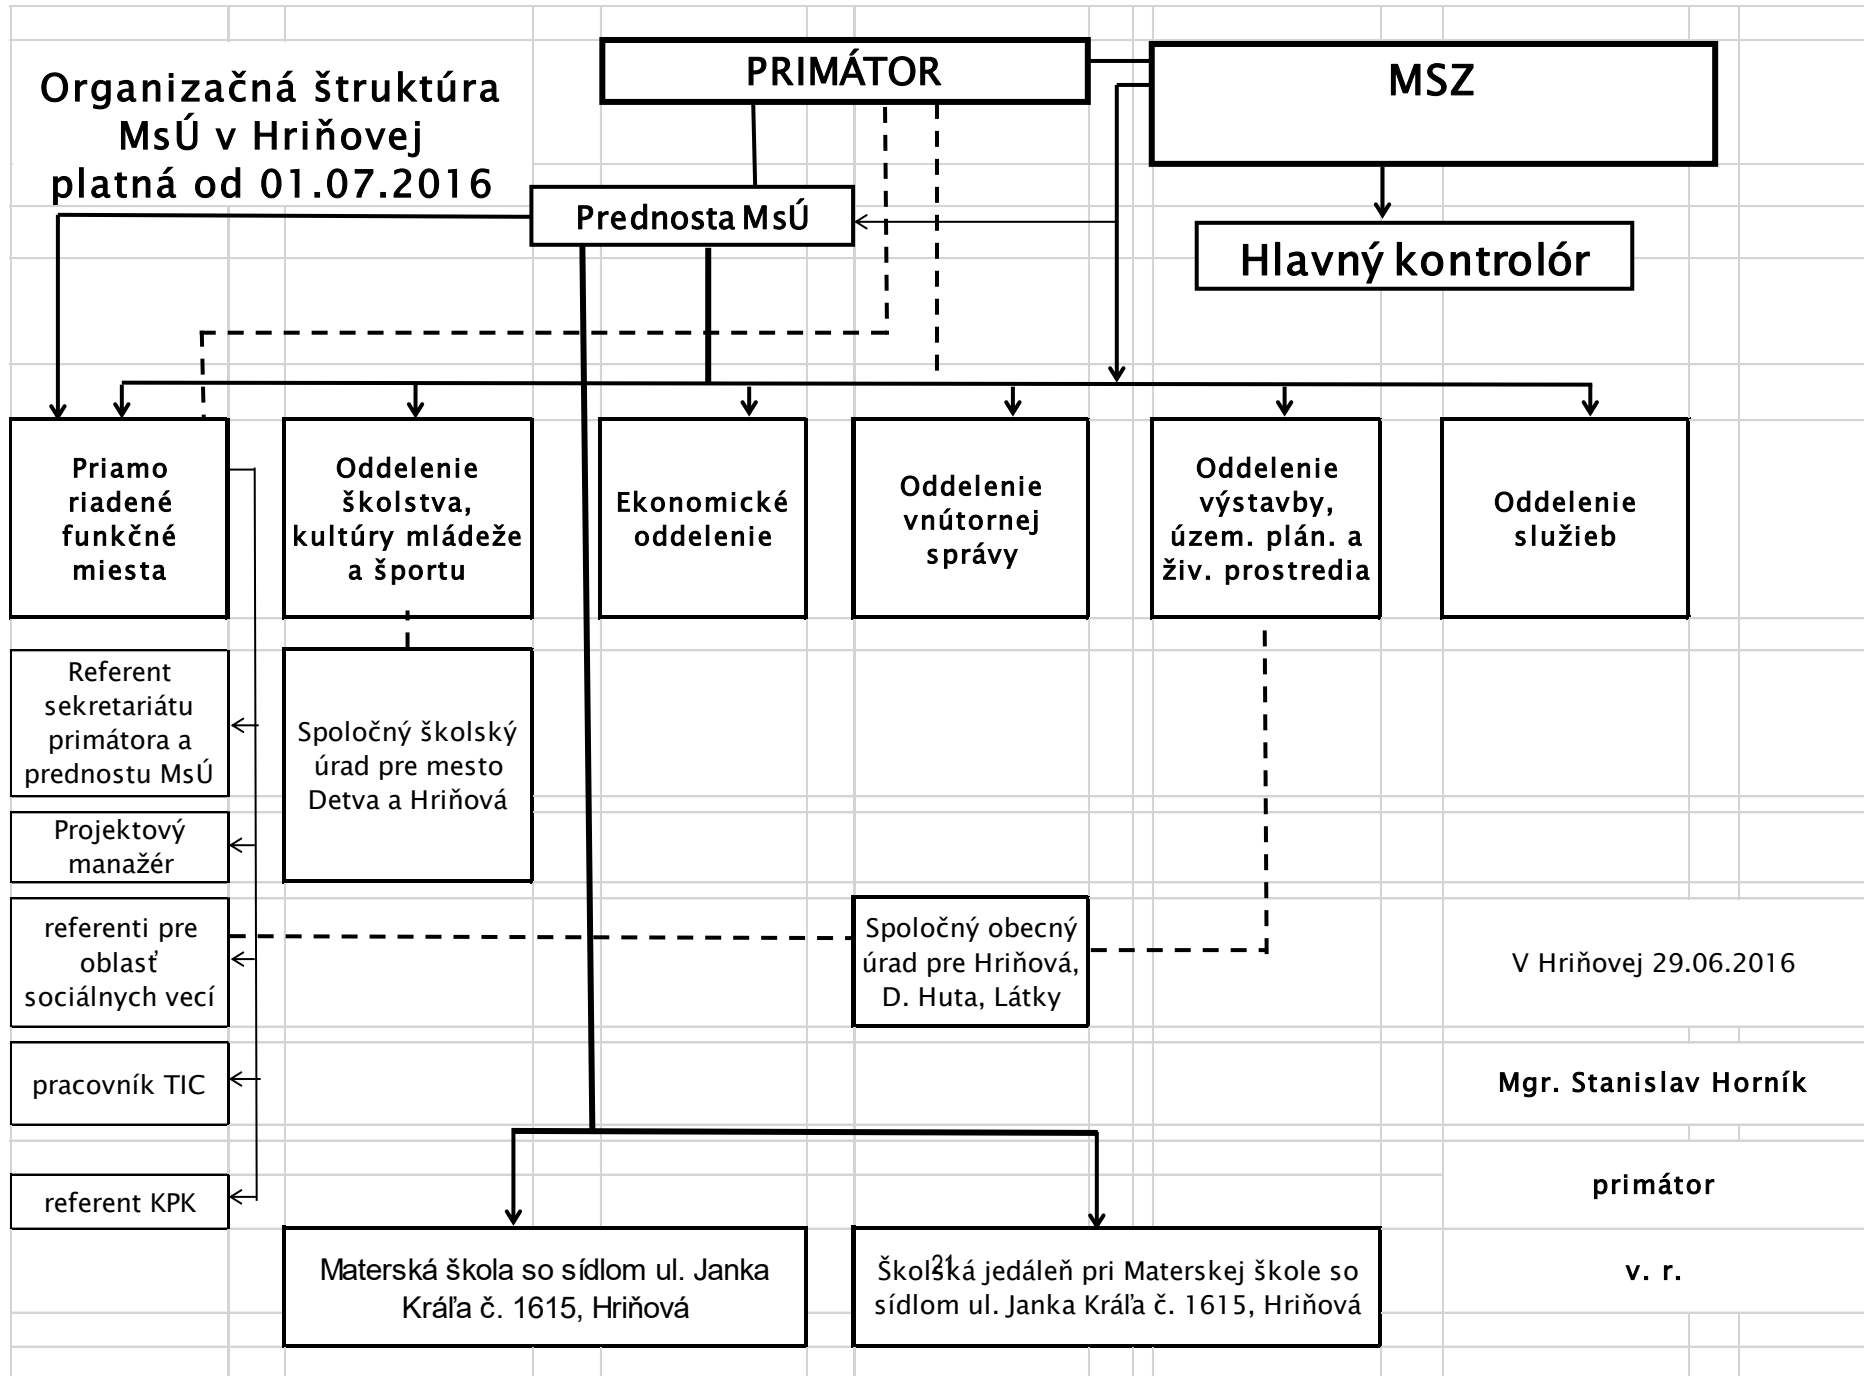 Organizačná štruktúra
MsÚ v Hriňovej
platná od 01.07.2016
PRIMÁTOR
MSZ
Prednosta MsÚ
Hlavný kontrolór
Priamo
riadené
funkčné
miesta
Oddelenie
školstva,
kultúry mládeže
a športu
Ekonomické
oddelenie
Oddelenie
vnútornej
správy
Oddelenie
výstavby,
územ. plán. a
živ. prostredia
Oddelenie
služieb
Referent
sekretariátu
primátora a
prednostu MsÚ
Spoločný školský
úrad pre mesto
Detva a Hriňová
Projektový
manažér
referenti pre
oblasť
sociálnych vecí
Spoločný obecný
úrad pre Hriňová,
D. Huta, Látky
V Hriňovej 29.06.2016
pracovník TIC
Mgr. Stanislav Horník
referent KPK
primátor
Materská škola so sídlom ul. Janka
Kráľa č. 1615, Hriňová
Školská jedáleň pri Materskej škole so
sídlom ul. Janka Kráľa č. 1615, Hriňová
21
v. r.